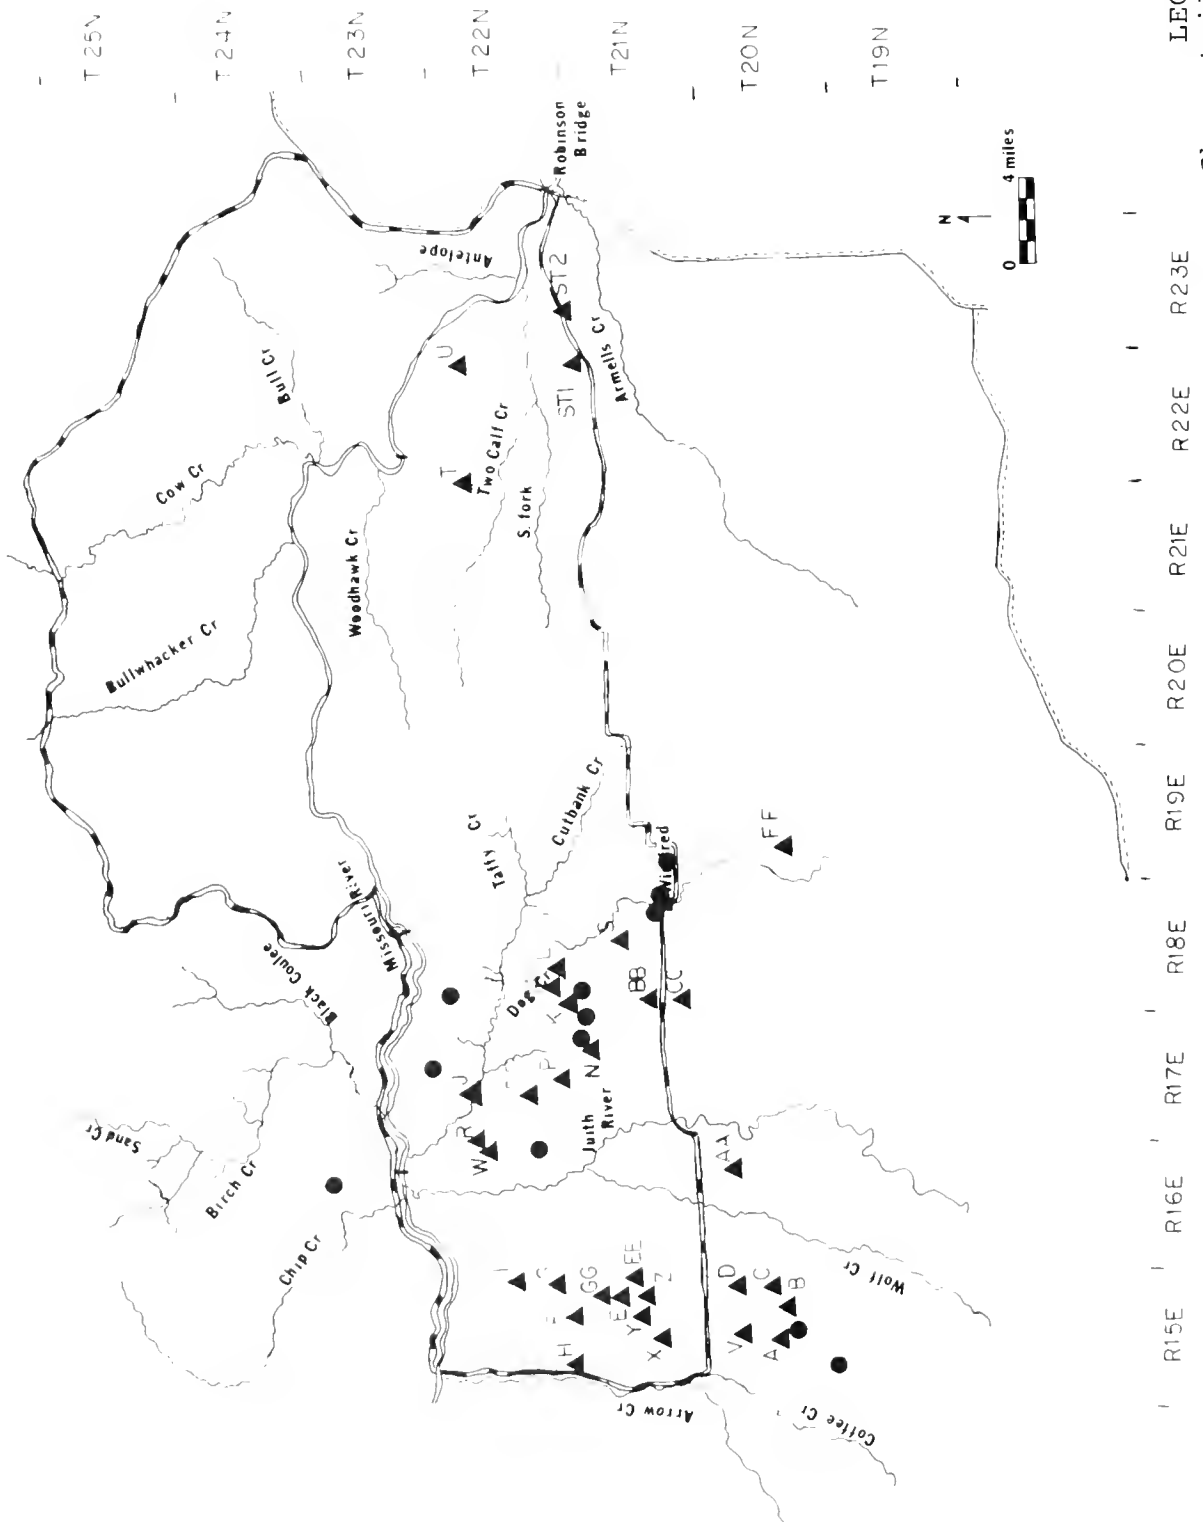 T25N
T24N
T23N
T22N
T21N
T20N
T19N
R15E
R16E
R17E
R18E
R19E
R20E
R21E
R22E
R23E
N
0
4 miles
Robinson
Bridge
Antelope
Bull Cr
Cow Cr
Bullwhacker Cr
Woodhawk Cr
Two Calf Cr
S. fork
Armells Cr
Missouri River
Black Coulee
Sand Cr
Birch Cr
Chip Cr
Taffy Cr
Cutbank Cr
Dog Cr
Juith
River
Wolf Cr
Arrow Cr
Coffee Cr
U
T
ST2
ST1
FF
S
BB
CC
J
R
W
P
N
AA
I
G
GG
F
EE
E
Y
Z
X
H
D
C
B
V
A